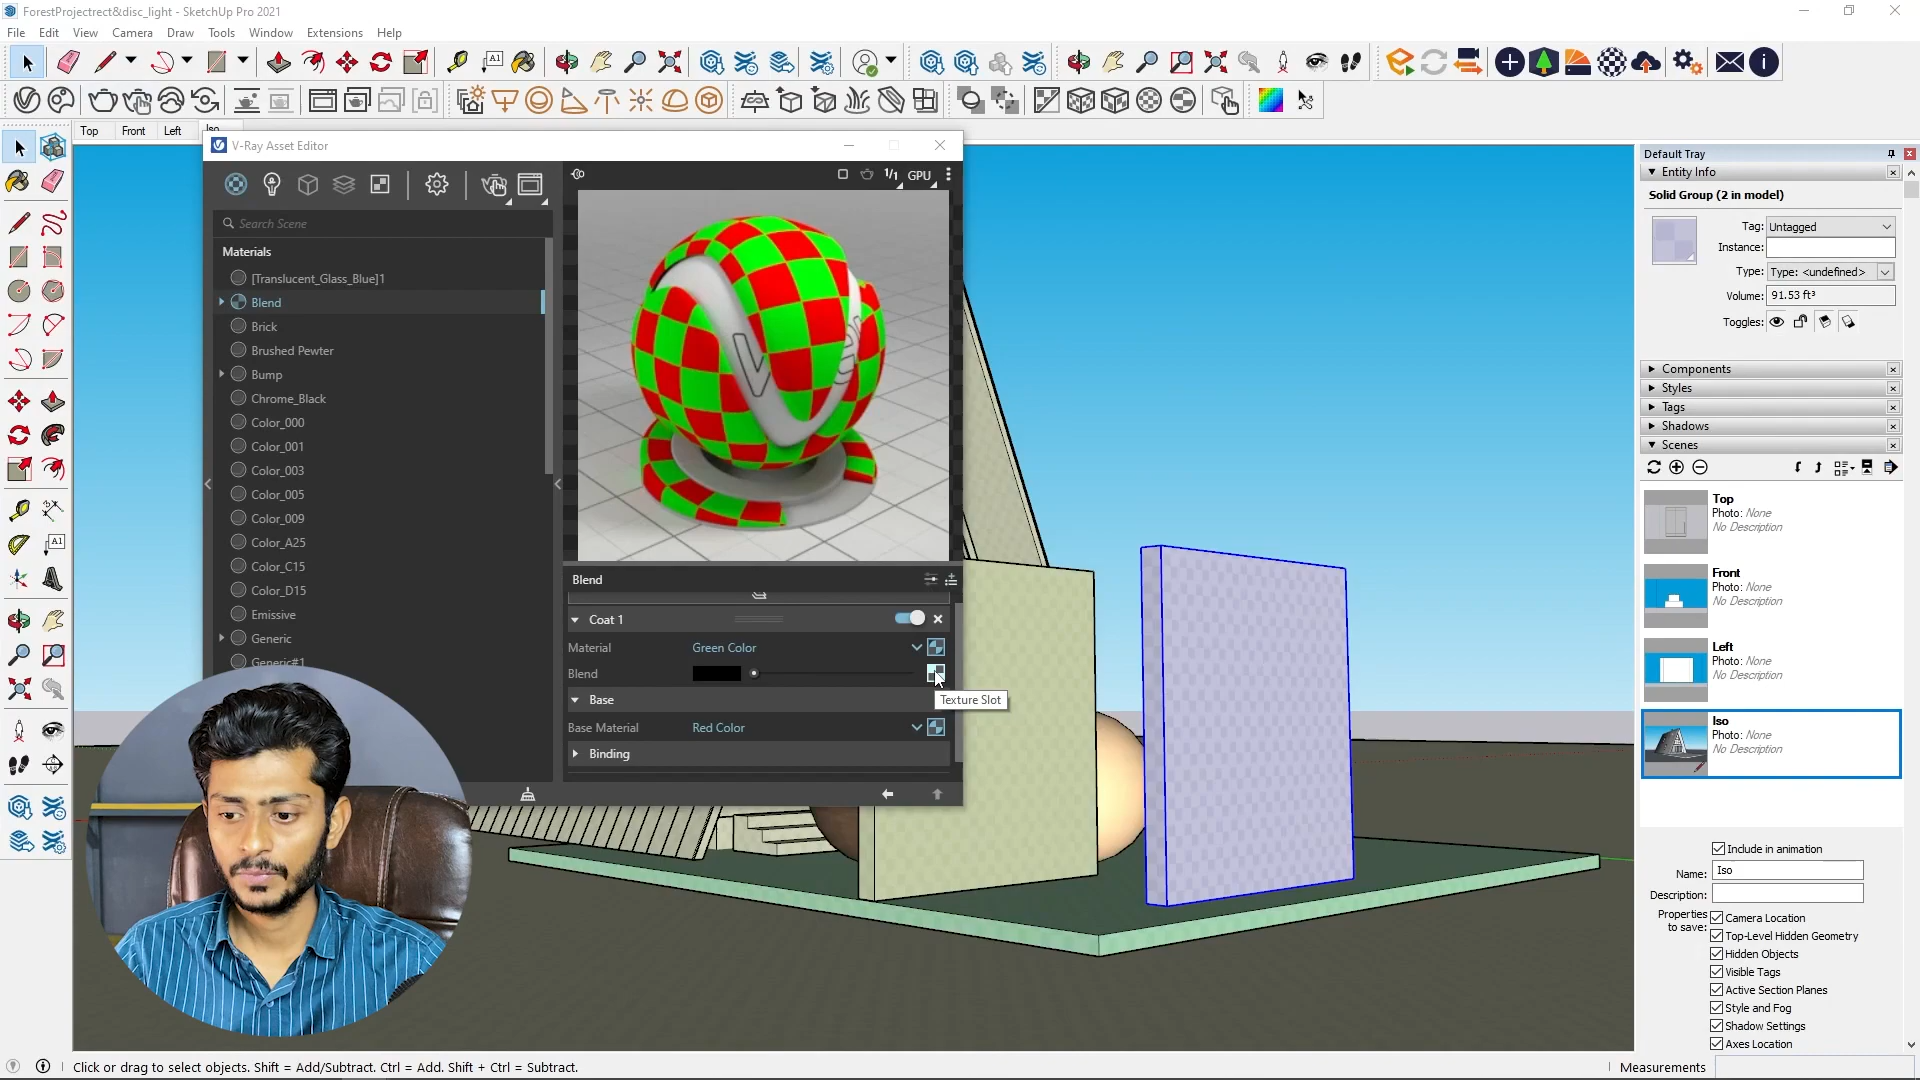 ForestProjectrect&disc_light - SketchUp Pro 2021
File Edit View Camera Draw Tools Window Extensions Help
Top Front Left Iso
V-Ray Asset Editor
1/1 GPU
Search Scene
Materials
[Translucent_Glass_Blue]1
Blend
Brick
Brushed Pewter
Bump
Chrome_Black
Color_000
Color_001
Color_003
Color_005
Color_009
Color_A25
Color_C15
Color_D15
Emissive
Generic
Generic#1
Blend
Coat 1
Material Green Color
Blend
Texture Slot
Base
Base Material Red Color
Binding
Default Tray
Entity Info
Solid Group (2 in model)
Tag: Untagged
Instance:
Type: Type: <undefined>
Volume: 91.53 ft³
Toggles:
Components
Styles
Tags
Shadows
Scenes
Top
Photo: None
No Description
Front
Photo: None
No Description
Left
Photo: None
No Description
Iso
Photo: None
No Description
Include in animation
Name: Iso
Description:
Properties to save:
Camera Location
Top-Level Hidden Geometry
Hidden Objects
Visible Tags
Active Section Planes
Style and Fog
Shadow Settings
Axes Location
Click or drag to select objects. Shift = Add/Subtract. Ctrl = Add. Shift + Ctrl = Subtract.
Measurements